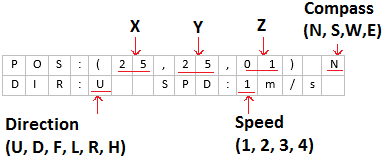 Compass
(N, S,W,E)
X Y Z
POS:(25,25,01) N
DIR:U SPD:1m/s
Direction
(U, D, F, L, R, H)
Speed
(1, 2, 3, 4)